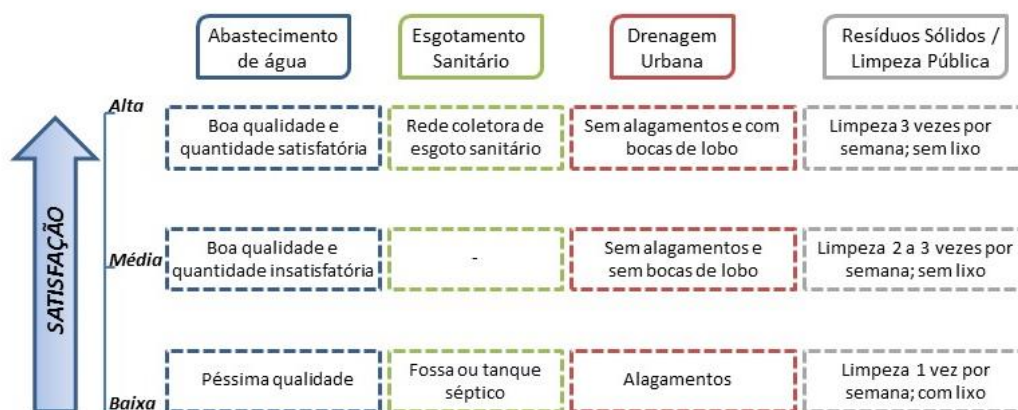 Abastecimento
de água
Esgotamento
Sanitário
Drenagem
Urbana
Resíduos Sólidos /
Limpeza Pública
SATISFAÇÃO
Alta
Boa qualidade e
quantidade satisfatória
Rede coletora de
esgoto sanitário
Sem alagamentos e com
bocas de lobo
Limpeza 3 vezes por
semana; sem lixo
Média
Boa qualidade e
quantidade insatisfatória
-
Sem alagamentos e
sem bocas de lobo
Limpeza 2 a 3 vezes por
semana; sem lixo
Baixa
Péssima qualidade
Fossa ou tanque
séptico
Alagamentos
Limpeza 1 vez por
semana; com lixo